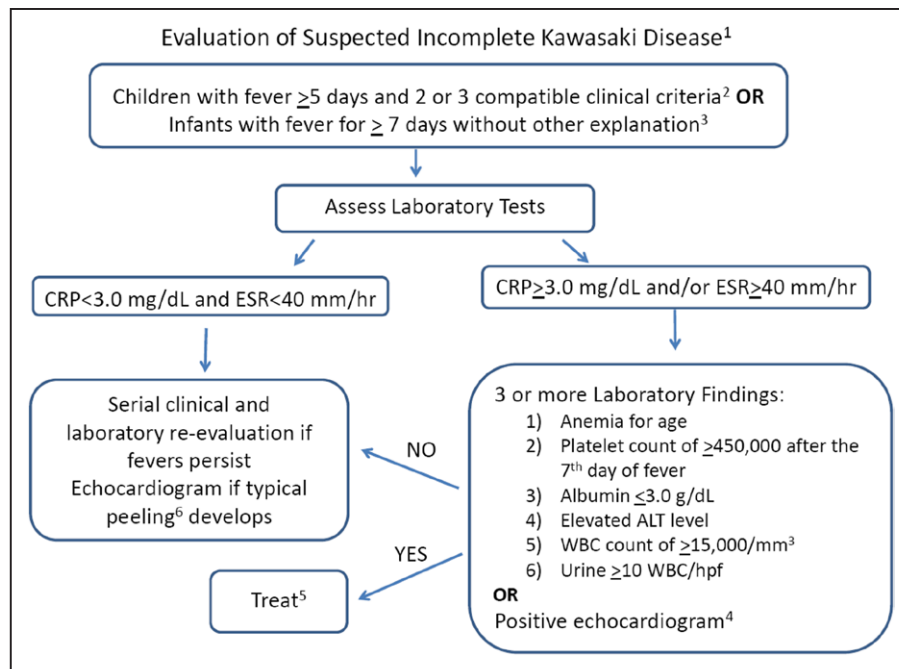 Evaluation of Suspected Incomplete Kawasaki Disease¹
Children with fever ≥5 days and 2 or 3 compatible clinical criteria² OR
Infants with fever for ≥ 7 days without other explanation³
Assess Laboratory Tests
CRP<3.0 mg/dL and ESR<40 mm/hr
CRP≥3.0 mg/dL and/or ESR≥40 mm/hr
Serial clinical and
laboratory re-evaluation if
fevers persist
Echocardiogram if typical
peeling⁶ develops
NO
3 or more Laboratory Findings:
1) Anemia for age
2) Platelet count of ≥450,000 after the
7th day of fever
3) Albumin ≤3.0 g/dL
4) Elevated ALT level
5) WBC count of ≥15,000/mm³
6) Urine ≥10 WBC/hpf
OR
Positive echocardiogram⁴
YES
Treat⁵